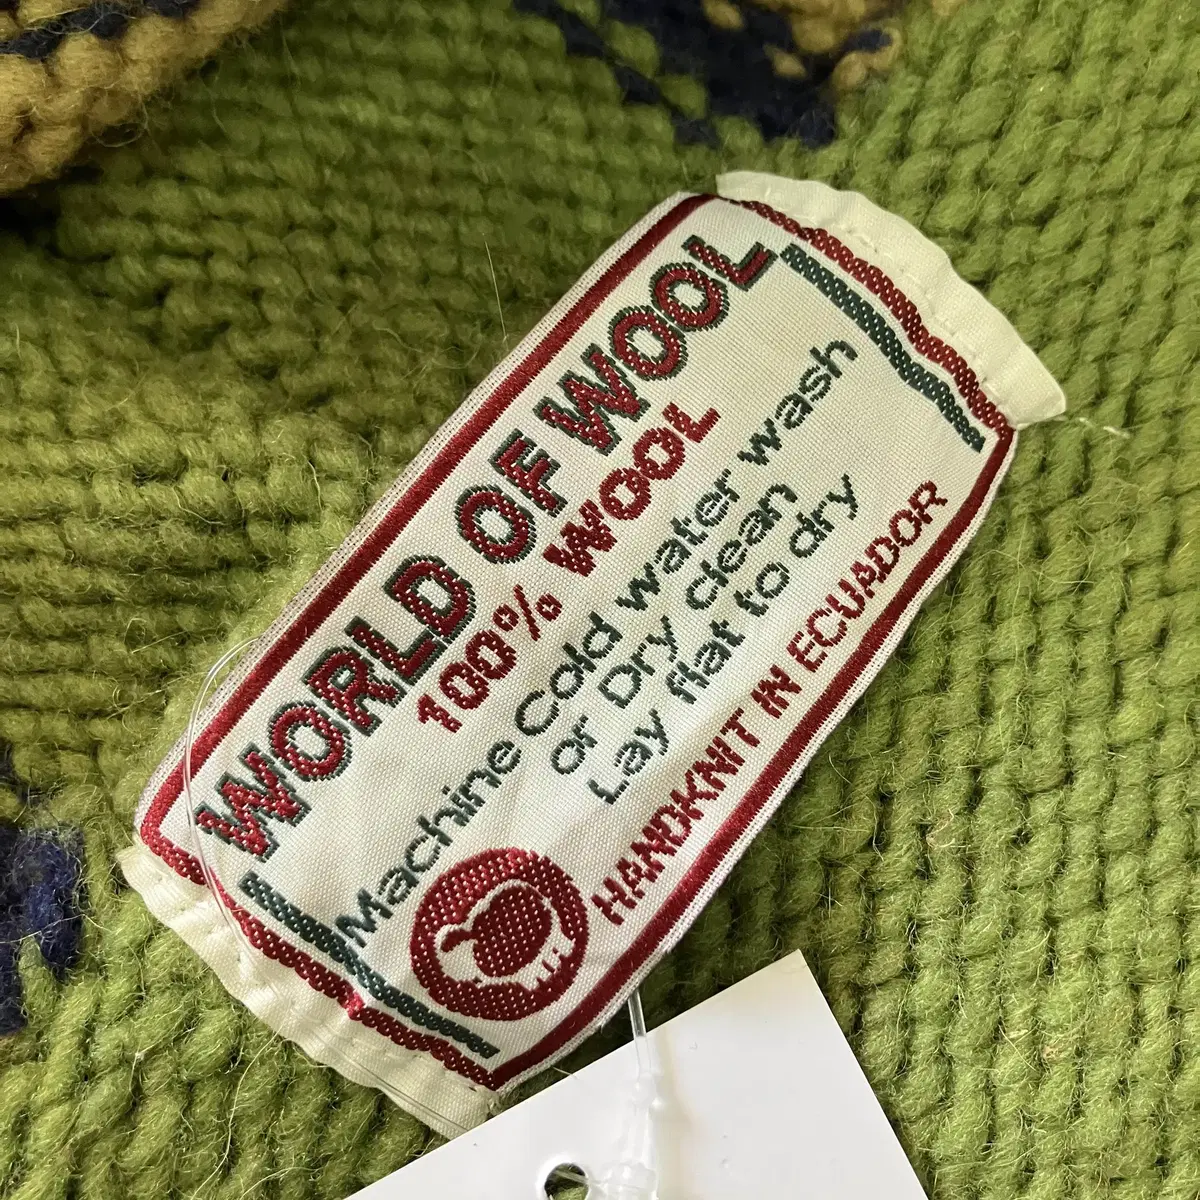 WORLD OF WOOL
100% WOOL
Machine Cold water wash
or Dry clean
Lay flat to dry
HANDKNIT IN ECUADOR